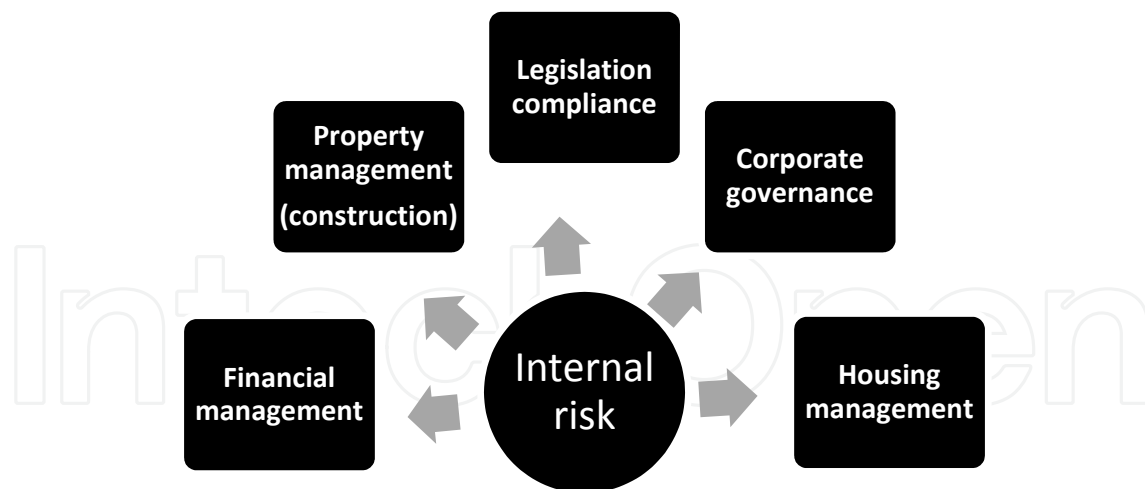 Legislation
compliance
Property
management
(construction)
Corporate
governance
IntechOpen
Financial
management
Internal
risk
Housing
management